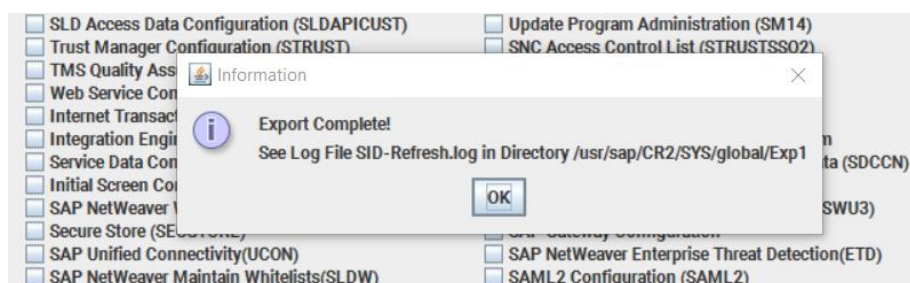 SLD Access Data Configuration (SLDAPICUST) Update Program Administration (SM14)
Trust Manager Configuration (STRUST) SNC Access Control List (STRUSTSSO2)
TMS Quality Ass
Information
Web Service Con
Internet Transact
Export Complete!
Integration Engin
See Log File SID-Refresh.log in Directory /usr/sap/CR2/SYS/global/Exp1
Service Data Con ta (SDCCN)
Initial Screen Co
OK
SAP NetWeaver SWU3)
Secure Store (SE
SAP Unified Connectivity(UCON) SAP NetWeaver Enterprise Threat Detection(ETD)
SAP NetWeaver Maintain Whitelists(SLDW) SAML2 Configuration (SAML2)